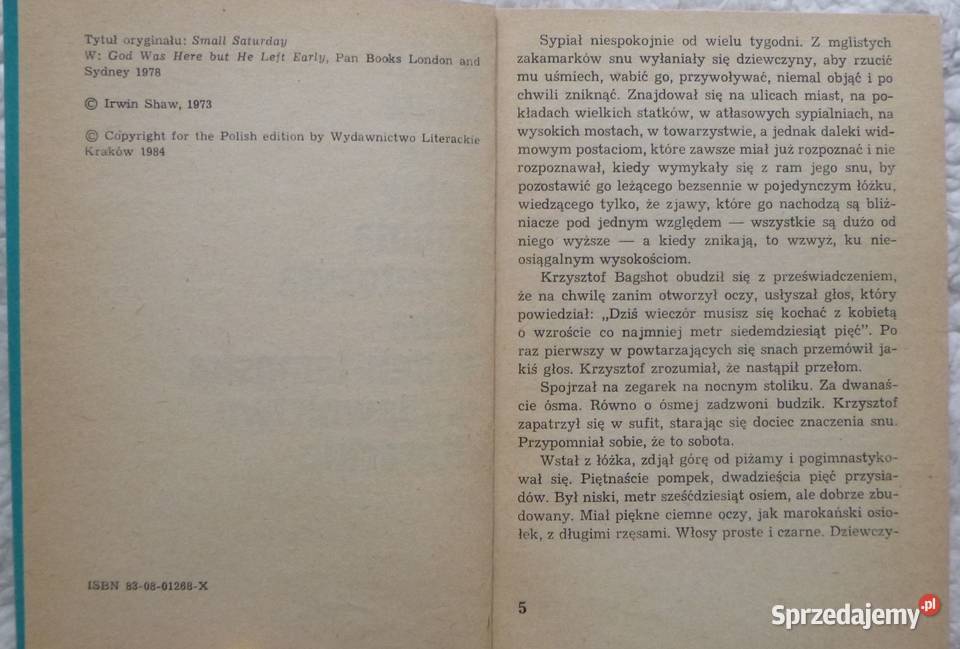 Tytuł oryginału: Small Saturday
W: God Was Here but He Left Early, Pan Books London and
Sydney 1978
© Irwin Shaw, 1973
© Copyright for the Polish edition by Wydawnictwo Literackie
Kraków 1984
ISBN 83-08-01268-X
Sypiał niespokojnie od wielu tygodni. Z mglistych
zakamarków snu wyłaniały się dziewczyny, aby rzucić
mu uśmiech, wabić go, przywoływać, niemal objąć i po
chwili zniknąć. Znajdował się na ulicach miast, na po-
kładach wielkich statków, w atłasowych sypialniach, na
wysokich mostach, w towarzystwie, a jednak daleki wid-
mowym postaciom, które zawsze miał już rozpoznać i nie
rozpoznawał, kiedy wymykały się z ram jego snu, by
pozostawić go leżącego bezsennie w pojedynczym łóżku,
wiedzącego tylko, że zjawy, które go nachodzą są bliź-
niacze pod jednym względem — wszystkie są dużo od
niego wyższe — a kiedy znikają, to wzwyż, ku nie-
osiągalnym wysokościom.
Krzysztof Bagshot obudził się z przeświadczeniem,
że na chwilę zanim otworzył oczy, usłyszał głos, który
powiedział: „Dziś wieczór musisz się kochać z kobietą
o wzroście co najmniej metr siedemdziesiąt pięć”. Po
raz pierwszy w powtarzających się snach przemówił ja-
kiś głos. Krzysztof zrozumiał, że nastąpił przełom.
Spojrzał na zegarek na nocnym stoliku. Za dwanaś-
cie ósma. Równo o ósmej zadzwoni budzik. Krzysztof
zapatrzył się w sufit, starając się dociec znaczenia snu.
Przypomniał sobie, że to sobota.
Wstał z łóżka, zdjął górę od piżamy i pogimnastyko-
wał się. Piętnaście pompek, dwadzieścia pięć przysia-
dów. Był niski, metr sześćdziesiąt osiem, ale dobrze zbu-
dowany. Miał piękne ciemne oczy, jak marokański osio-
łek, z długimi rzęsami. Włosy proste i czarne. Dziewczy-
5
Sprzedajemy.pl